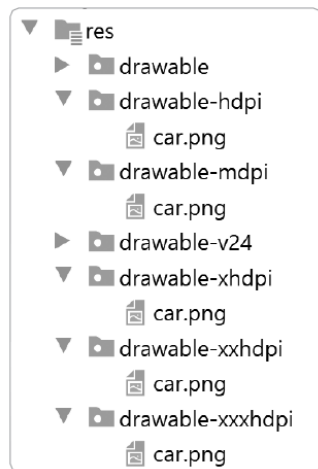 res
drawable
drawable-hdpi
car.png
drawable-mdpi
car.png
drawable-v24
drawable-xhdpi
car.png
drawable-xxhdpi
car.png
drawable-xxxhdpi
car.png